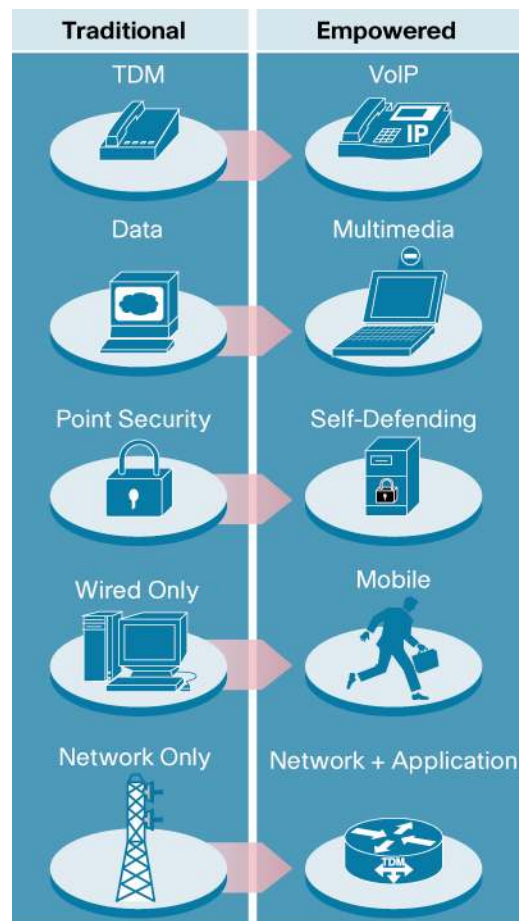 Traditional Empowered
TDM VoIP
IP
Data Multimedia
Point Security Self-Defending
Wired Only Mobile
Network Only Network + Application
TDM